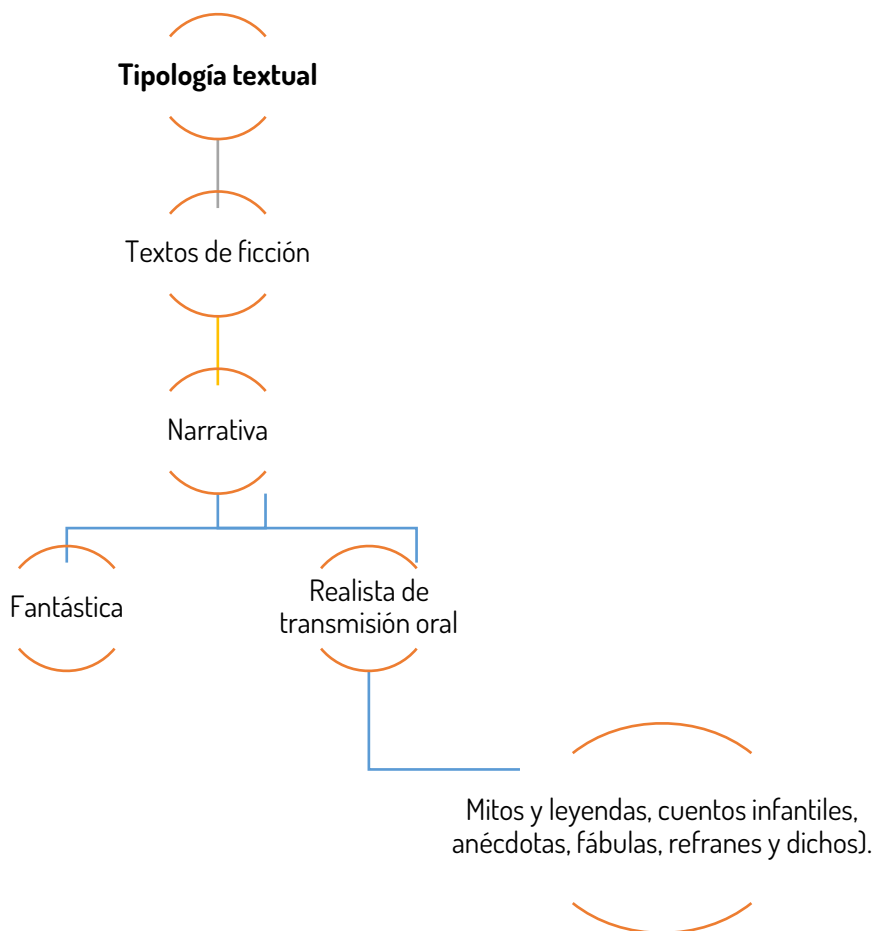 Tipología textual
Textos de ficción
Narrativa
Fantástica
Realista de
transmisión oral
Mitos y leyendas, cuentos infantiles,
anécdotas, fábulas, refranes y dichos).